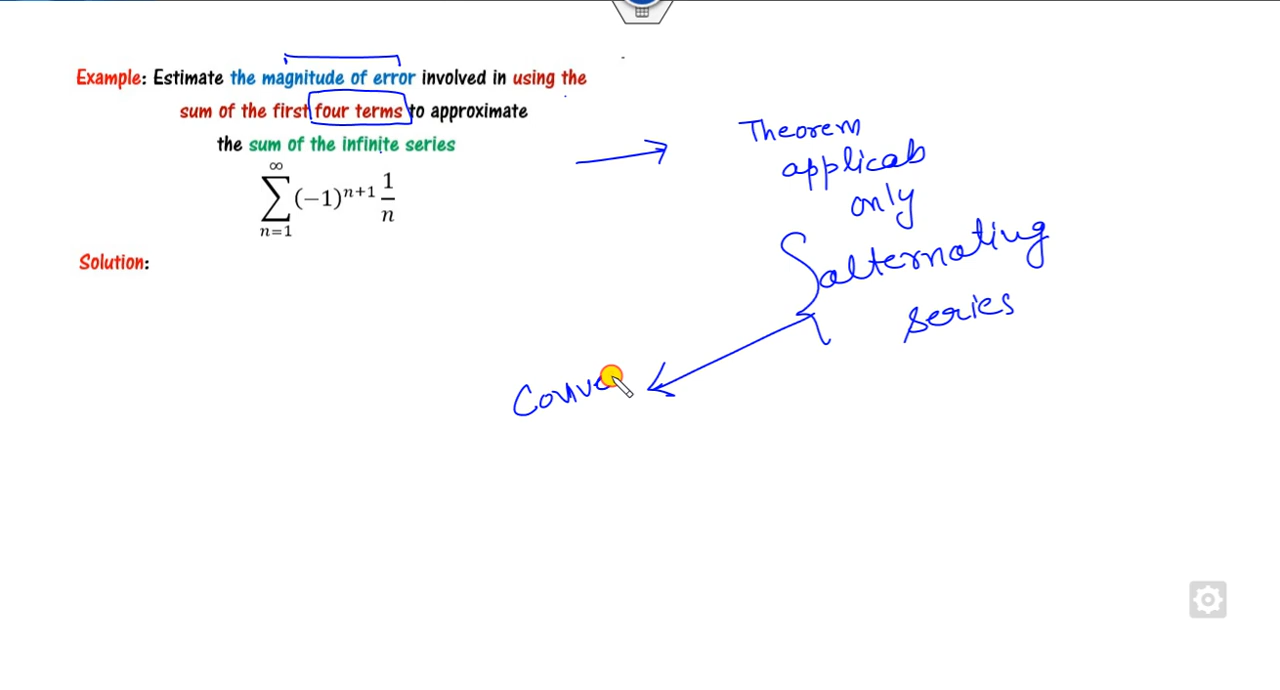 Example: Estimate the magnitude of error involved in using the
sum of the first four terms to approximate
the sum of the infinite series
∞
∑(−1)ⁿ⁺¹ 1/n
n=1
Solution:
Theorem
applicab
only
alternating
series
Conve